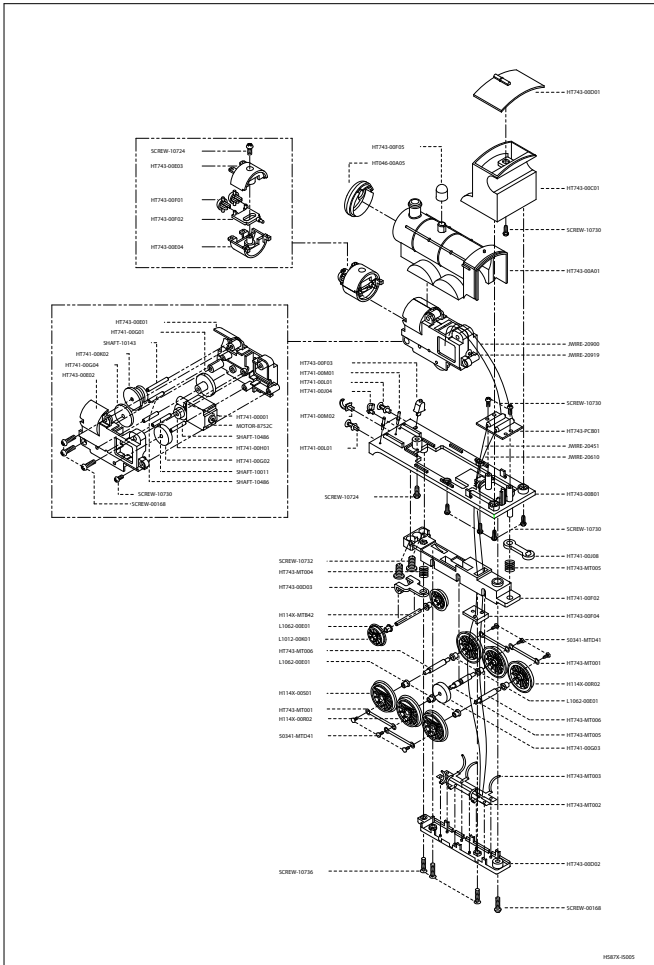 HT743-00D01
SCREW-10724
HT743-00E03
HT743-00F01
HT743-00F02
HT743-00E04
HT743-00F05
HT046-00A05
HT743-00C01
SCREW-10730
HT743-00A01
HT743-00E01
HT741-00G01
SHAFT-10143
HT741-00K02
HT741-00G04
HT743-00E02
JWIRE-20900
JWIRE-20919
HT743-00F03
HT741-00M01
HT741-00L01
HT741-00J04
HT741-00M02
HT741-00L01
SCREW-10730
HT743-PCB01
JWIRE-20451
JWIRE-20610
HT741-00001
MOTOR-8752C
SHAFT-10486
HT741-00H01
HT741-00G02
SHAFT-10011
SHAFT-10486
SCREW-10730
SCREW-00168
SCREW-10724
HT743-00B01
SCREW-10730
HT741-00J08
HT743-MT005
SCREW-10732
HT743-MT004
HT743-00D03
HT741-00F02
HT743-00F04
H114X-MTB42
L1062-00E01
L1012-00K01
HT743-MT006
L1062-00E01
S0341-MTD41
HT743-MT001
H114X-00R02
L1062-00E01
H114X-00S01
HT743-MT001
H114X-00R02
S0341-MTD41
HT743-MT006
HT743-MT005
HT741-00G03
HT743-MT003
HT743-MT002
HT743-00D02
SCREW-10736
SCREW-00168
H587X-IS005